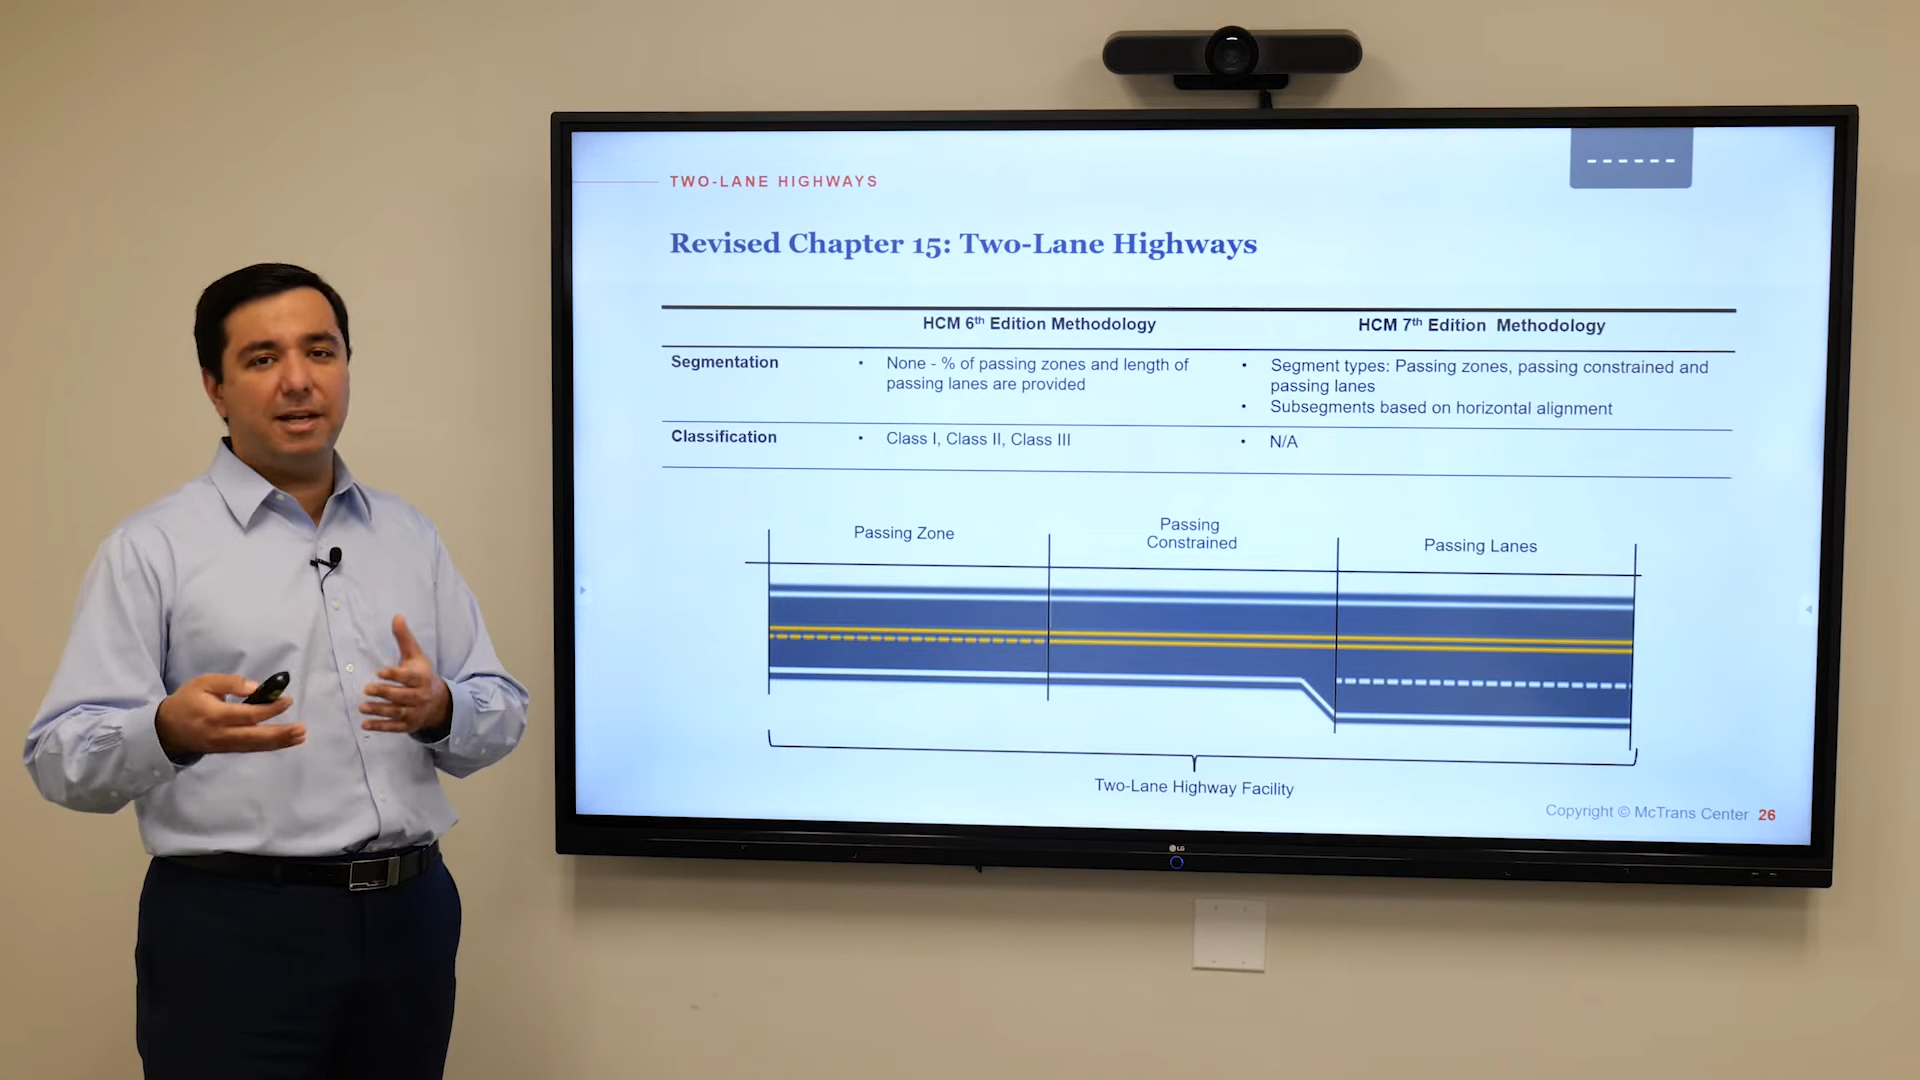 TWO-LANE HIGHWAYS
Revised Chapter 15: Two-Lane Highways
HCM 6th Edition Methodology
HCM 7th Edition Methodology
Segmentation
• None - % of passing zones and length of
passing lanes are provided
• Segment types: Passing zones, passing constrained and
passing lanes
• Subsegments based on horizontal alignment
Classification
• Class I, Class II, Class III
• N/A
Passing Zone
Passing
Constrained
Passing Lanes
Two-Lane Highway Facility
Copyright © McTrans Center 26
LG